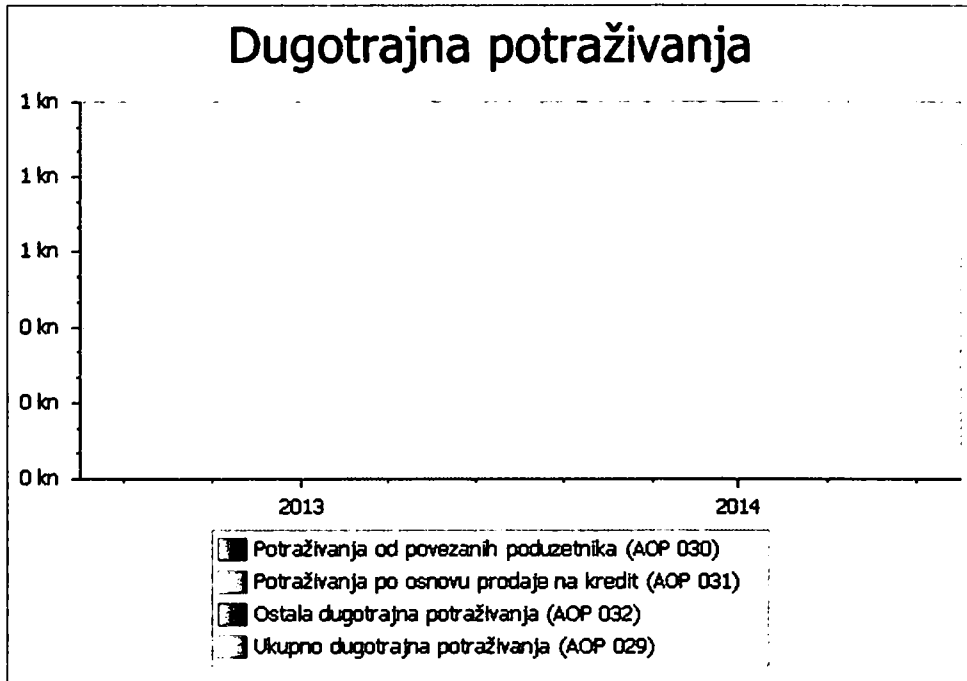 Dugotrajna potraživanja
1 kn
1 kn
1 kn
0 kn
0 kn
0 kn
2013
2014
Potraživanja od povezanih poduzetnika (AOP 030)
Potraživanja po osnovu prodaje na kredit (AOP 031)
Ostala dugotrajna potraživanja (AOP 032)
Ukupno dugotrajna potraživanja (AOP 029)